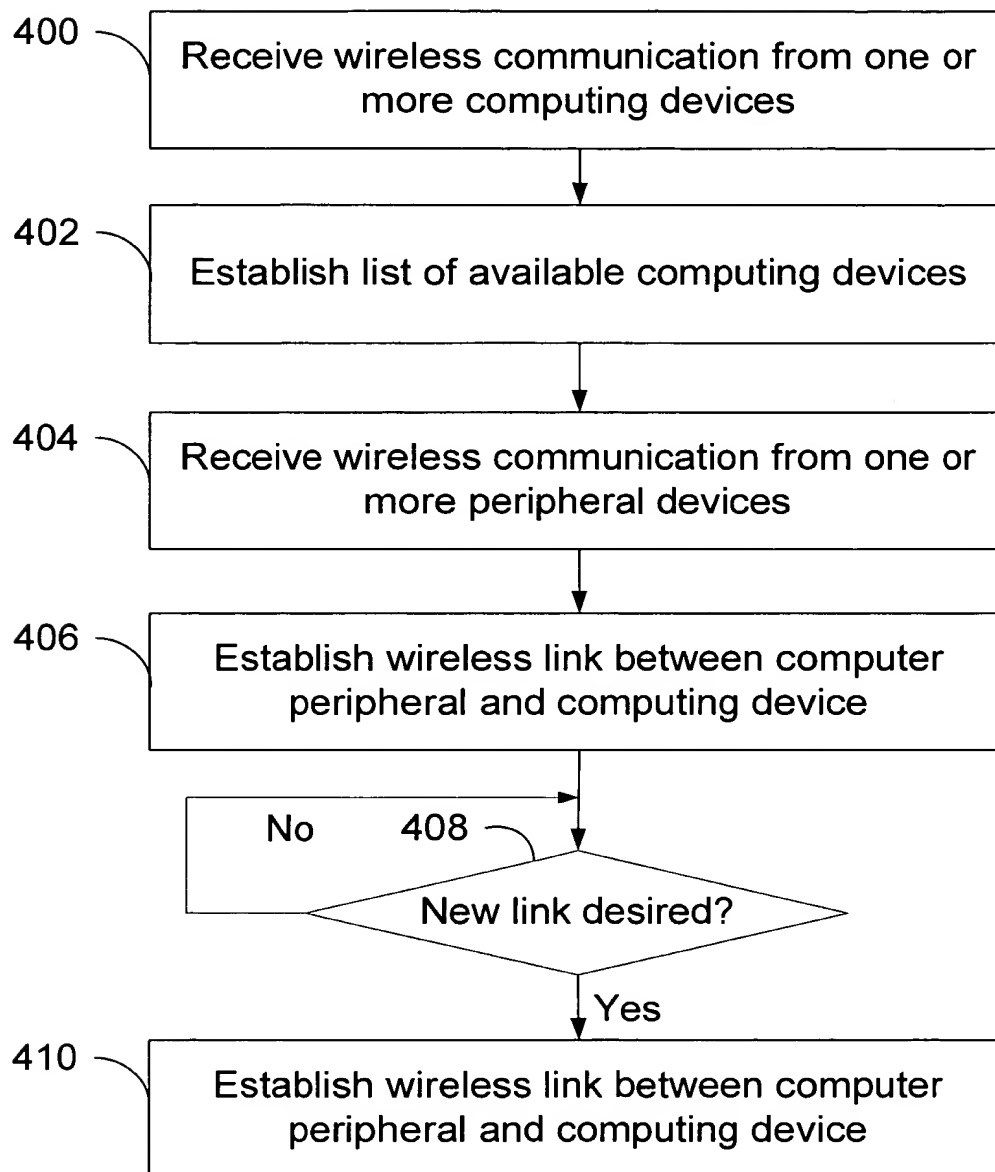 400
Receive wireless communication from one or
more computing devices
402
Establish list of available computing devices
404
Receive wireless communication from one or
more peripheral devices
406
Establish wireless link between computer
peripheral and computing device
No
408
New link desired?
Yes
410
Establish wireless link between computer
peripheral and computing device